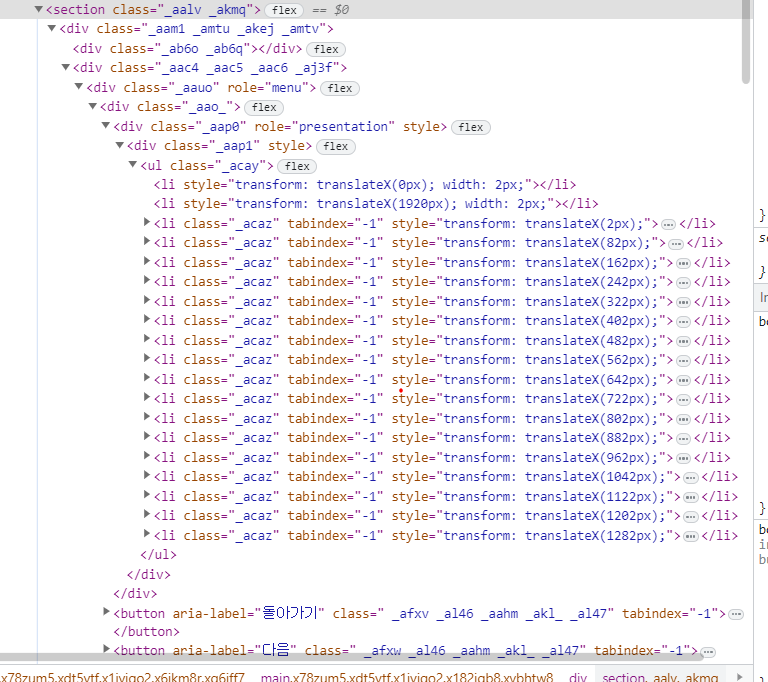 <section class="_aalv _akmq"> flex == $0
<div class="_aam1 _amtu _akej _amtv">
<div class="_ab6o _ab6q"></div> flex
<div class="_aac4 _aac5 _aac6 _aj3f">
<div class="_aauo" role="menu"> flex
<div class="_aao_"> flex
<div class="_aap0" role="presentation" style> flex
<div class="_aap1" style> flex
<ul class="_acay"> flex
<li style="transform: translateX(0px); width: 2px;"></li>
<li style="transform: translateX(1920px); width: 2px;"></li>
<li class="_acaz" tabindex="-1" style="transform: translateX(2px);">…</li>
<li class="_acaz" tabindex="-1" style="transform: translateX(82px);">…</li>
<li class="_acaz" tabindex="-1" style="transform: translateX(162px);">…</li>
<li class="_acaz" tabindex="-1" style="transform: translateX(242px);">…</li>
<li class="_acaz" tabindex="-1" style="transform: translateX(322px);">…</li>
<li class="_acaz" tabindex="-1" style="transform: translateX(402px);">…</li>
<li class="_acaz" tabindex="-1" style="transform: translateX(482px);">…</li>
<li class="_acaz" tabindex="-1" style="transform: translateX(562px);">…</li>
<li class="_acaz" tabindex="-1" style="transform: translateX(642px);">…</li>
<li class="_acaz" tabindex="-1" style="transform: translateX(722px);">…</li>
<li class="_acaz" tabindex="-1" style="transform: translateX(802px);">…</li>
<li class="_acaz" tabindex="-1" style="transform: translateX(882px);">…</li>
<li class="_acaz" tabindex="-1" style="transform: translateX(962px);">…</li>
<li class="_acaz" tabindex="-1" style="transform: translateX(1042px);">…</li>
<li class="_acaz" tabindex="-1" style="transform: translateX(1122px);">…</li>
<li class="_acaz" tabindex="-1" style="transform: translateX(1202px);">…</li>
<li class="_acaz" tabindex="-1" style="transform: translateX(1282px);">…</li>
</ul>
</div>
</div>
<button aria-label="돌아가기" class=" _afxv _al46 _aahm _akl_ _al47" tabindex="-1">…
</button>
<button aria-label="다음" class=" _afxw _al46 _aahm _akl_ _al47" tabindex="-1">…
div section._aalv._akmq